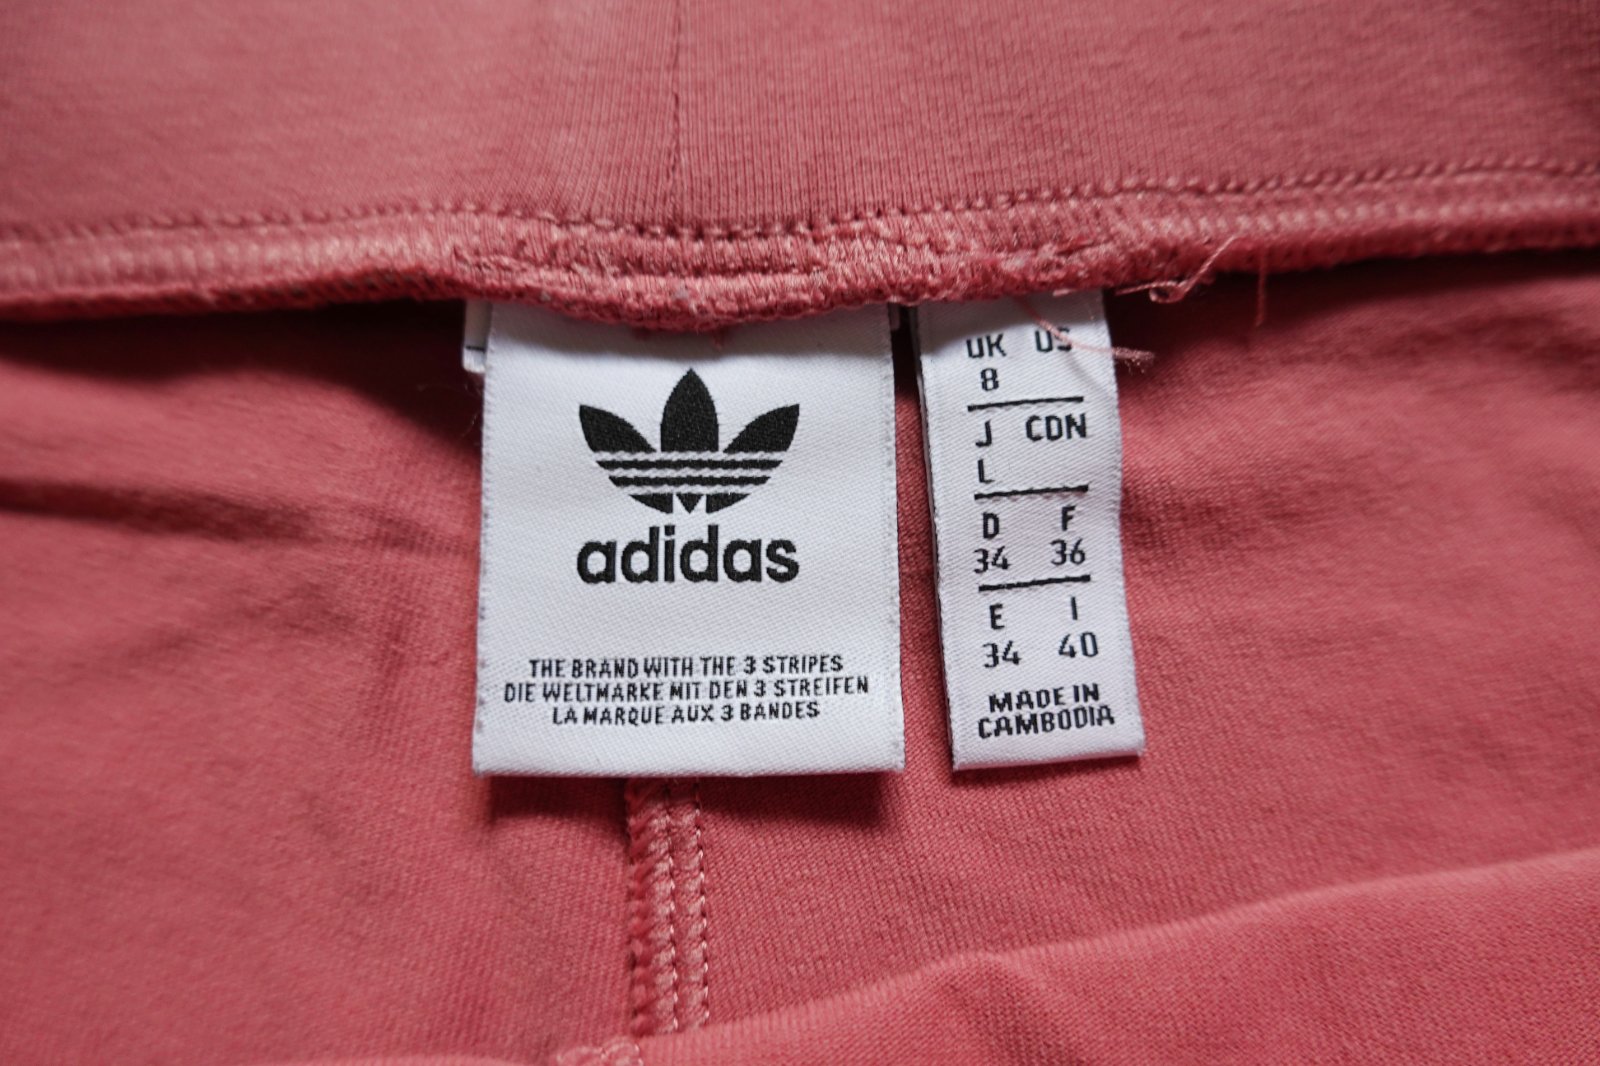 adidas
THE BRAND WITH THE 3 STRIPES
DIE WELTMARKE MIT DEN 3 STREIFEN
LA MARQUE AUX 3 BANDES
UK US
8
J CDN
L
D F
34 36
E I
34 40
MADE IN
CAMBODIA